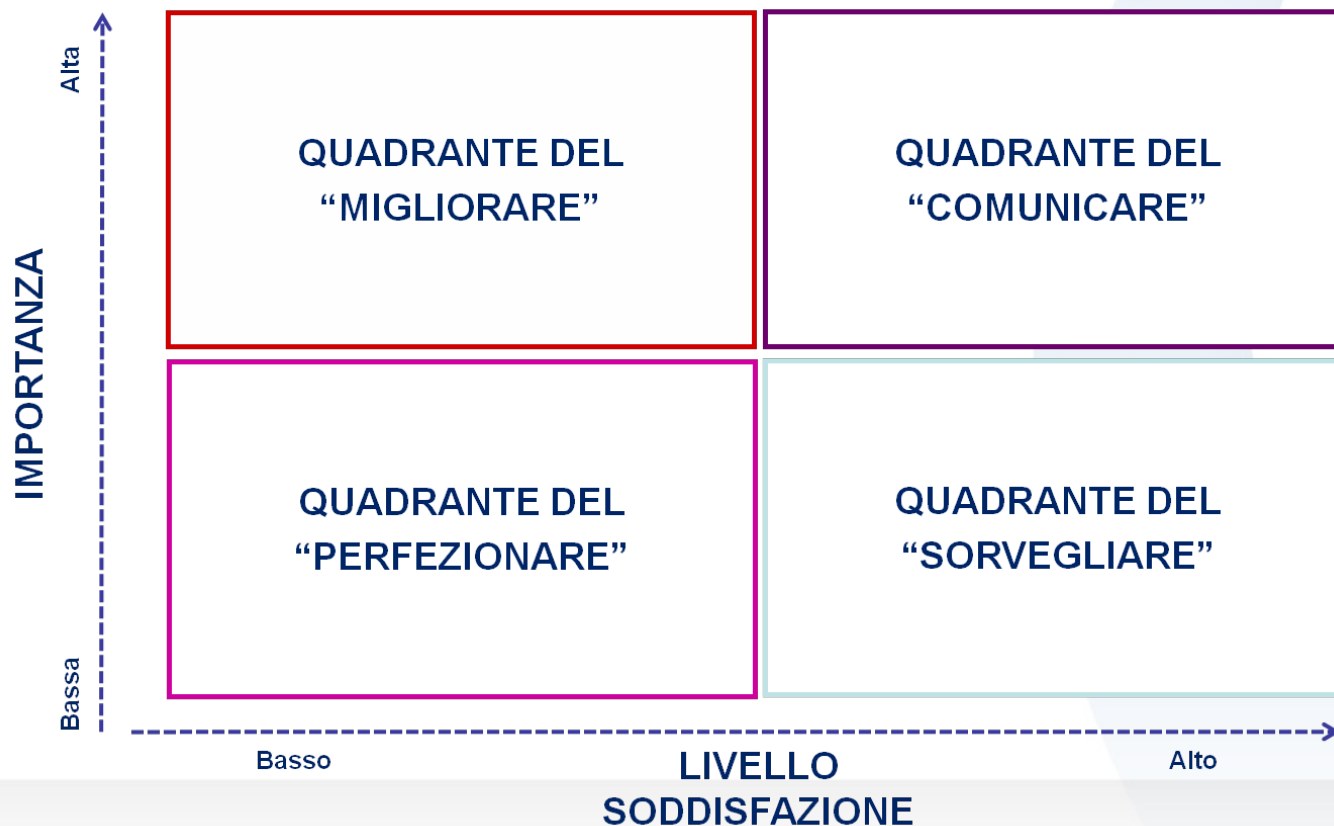 Alta
QUADRANTE DEL
“MIGLIORARE”
QUADRANTE DEL
“COMUNICARE”
IMPORTANZA
QUADRANTE DEL
“PERFEZIONARE”
QUADRANTE DEL
“SORVEGLIARE”
Bassa
Basso
LIVELLO
SODDISFAZIONE
Alto